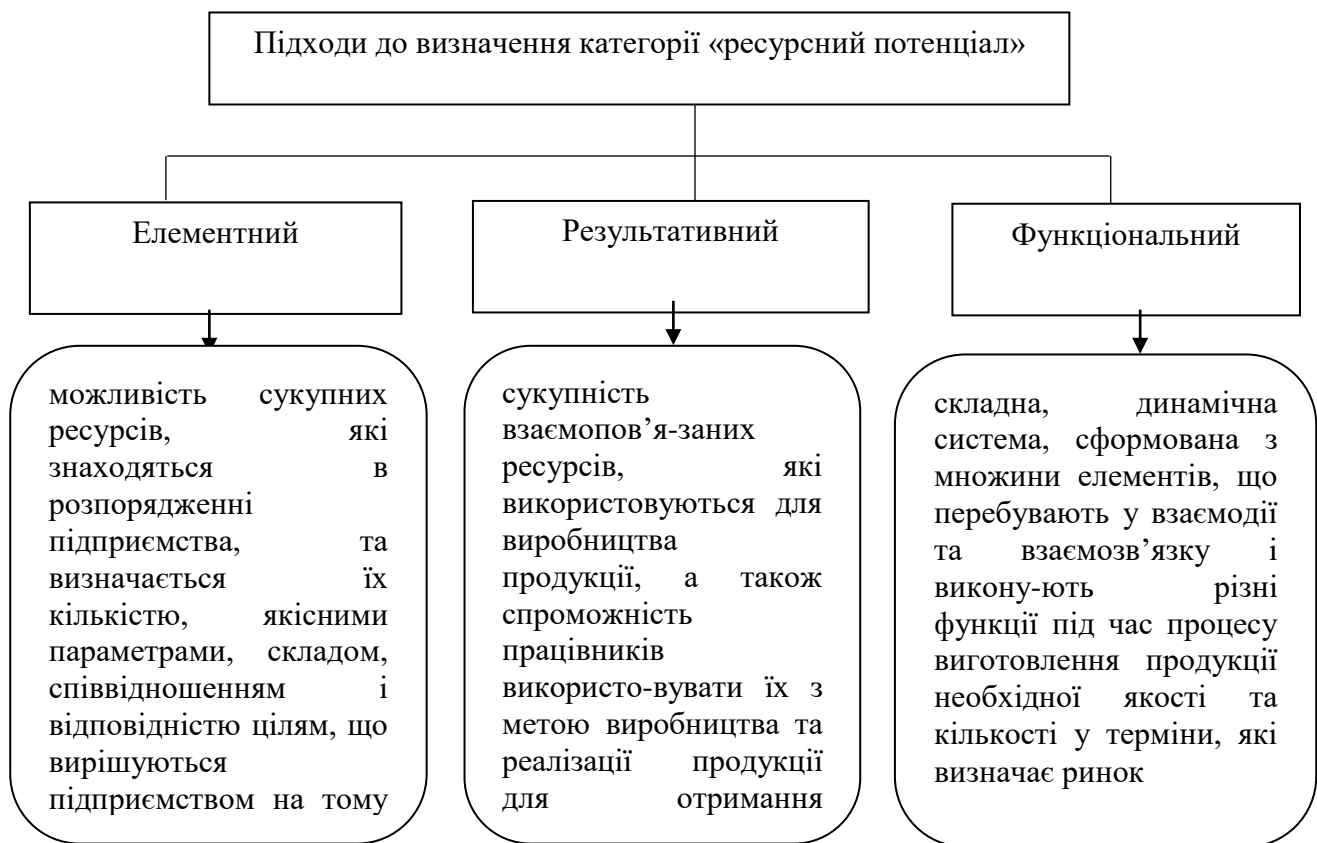 Підходи до визначення категорії «ресурсний потенціал»
Елементний
Результативний
Функціональний
можливість сукупних
ресурсів, які
знаходяться в
розпорядженні
підприємства, та
визначається їх
кількістю, якісними
параметрами, складом,
співвідношенням і
відповідністю цілям, що
вирішуються
підприємством на тому
сукупність
взаємопов’я-заних
ресурсів, які
використовуються для
виробництва
продукції, а також
спроможність
працівників
використо-вувати їх з
метою виробництва та
реалізації продукції
для отримання
складна, динамічна
система, сформована з
множини елементів, що
перебувають у взаємодії
та взаємозв’язку і
викону-ють різні
функції під час процесу
виготовлення продукції
необхідної якості та
кількості у терміни, які
визначає ринок